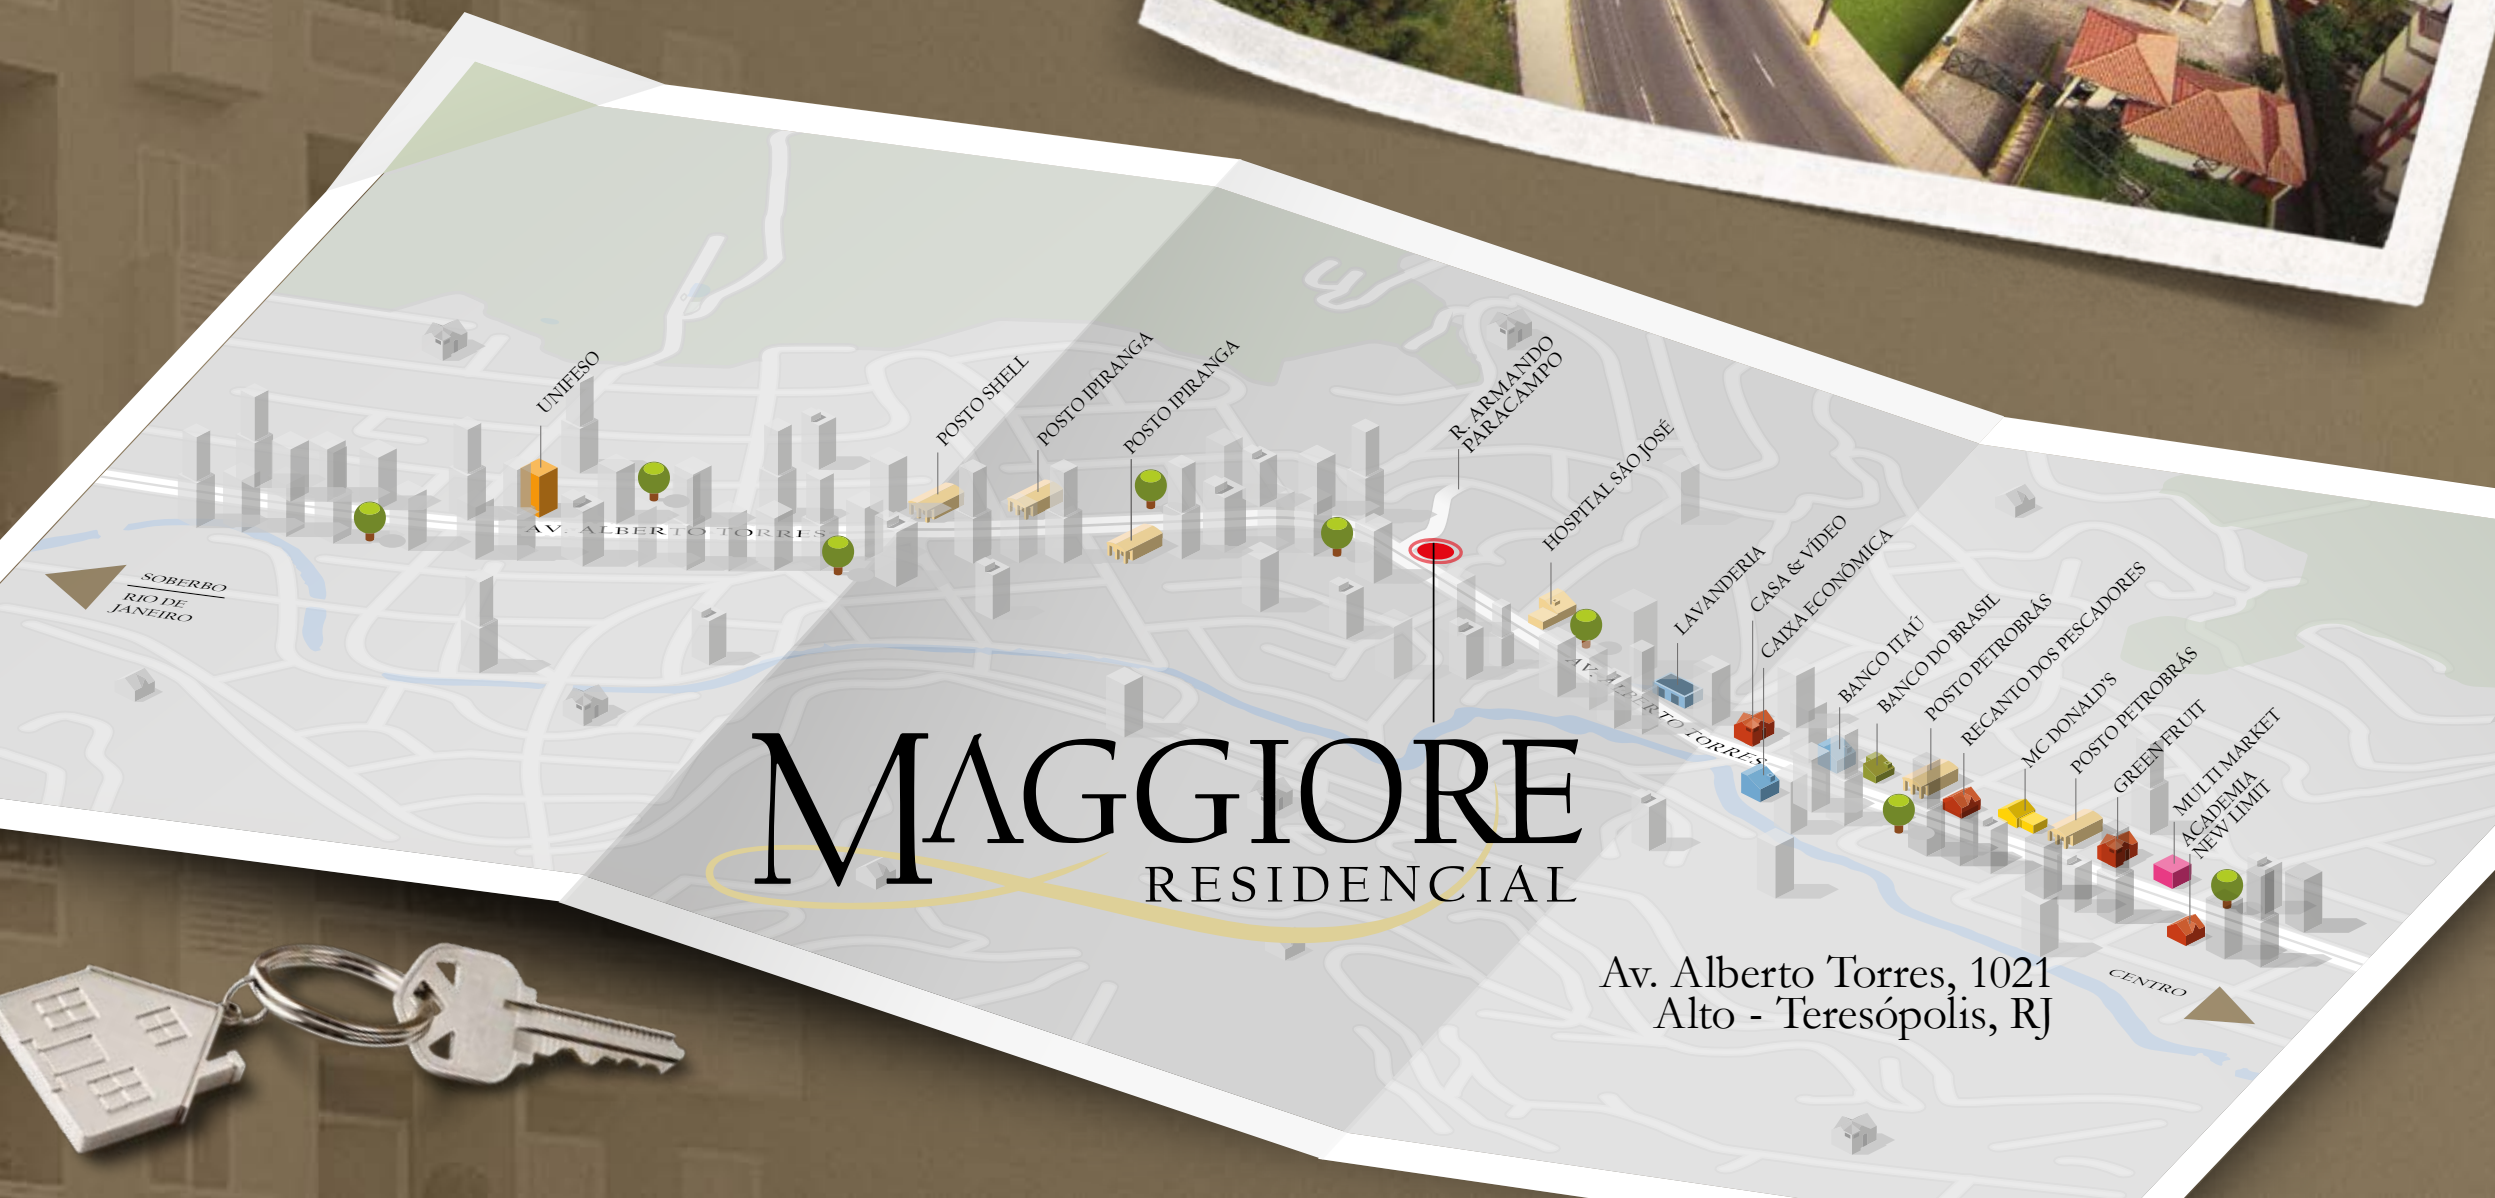 UNIFESO
POSTO SHELL
POSTO IPIRANGA
POSTO IPIRANGA
R. ARMANDO
PARACAMPO
HOSPITAL SÃO JOSÉ
LAVANDERIA
CASA & VÍDEO
CAIXA ECONÔMICA
BANCO ITAÚ
BANCO DO BRASIL
POSTO PETROBRÁS
RECANTO DOS PESCADORES
MC DONALD'S
POSTO PETROBRÁS
GREEN FRUIT
MULTI MARKET
ACADEMIA
NEW LIMIT
AV. ALBERTO TORRES
AV. ALBERTO TORRES
SOBERBO
RIO DE
JANEIRO
MAGGIORE
RESIDENCIAL
Av. Alberto Torres, 1021
Alto - Teresópolis, RJ
CENTRO